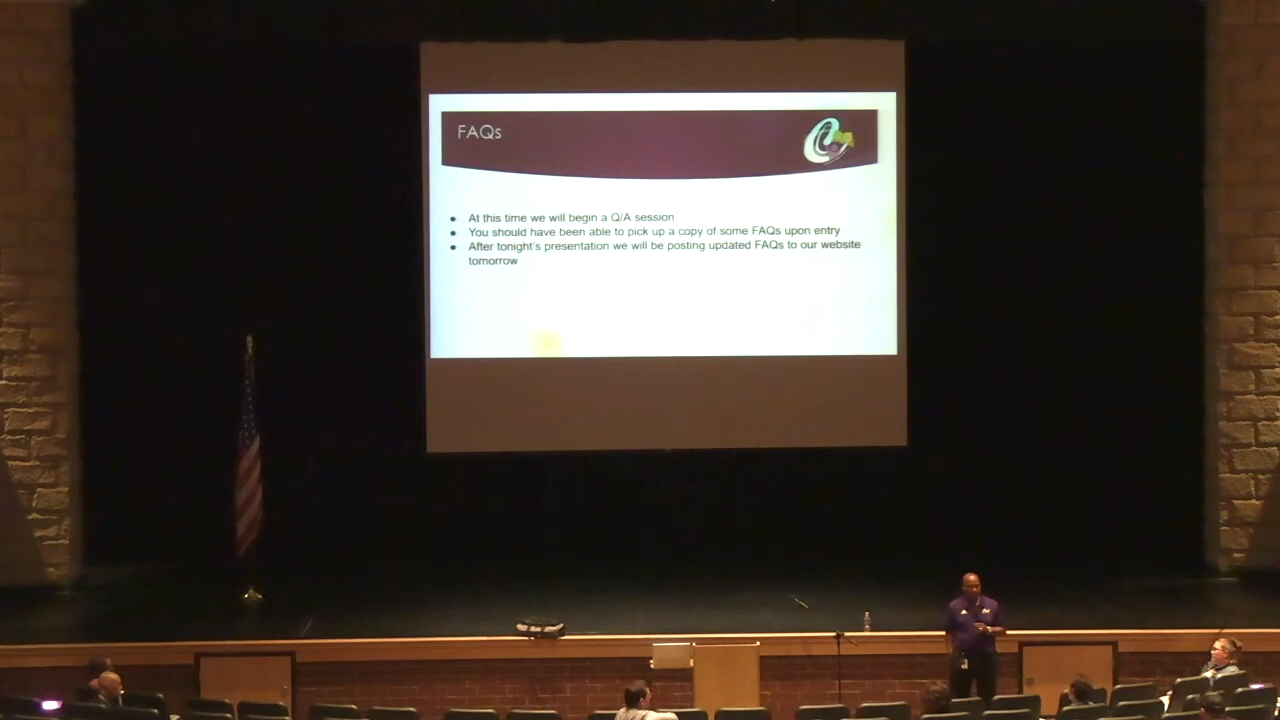 FAQs
At this time we will begin a Q/A session
You should have been able to pick up a copy of some FAQs upon entry
After tonight's presentation we will be posting updated FAQs to our website
tomorrow